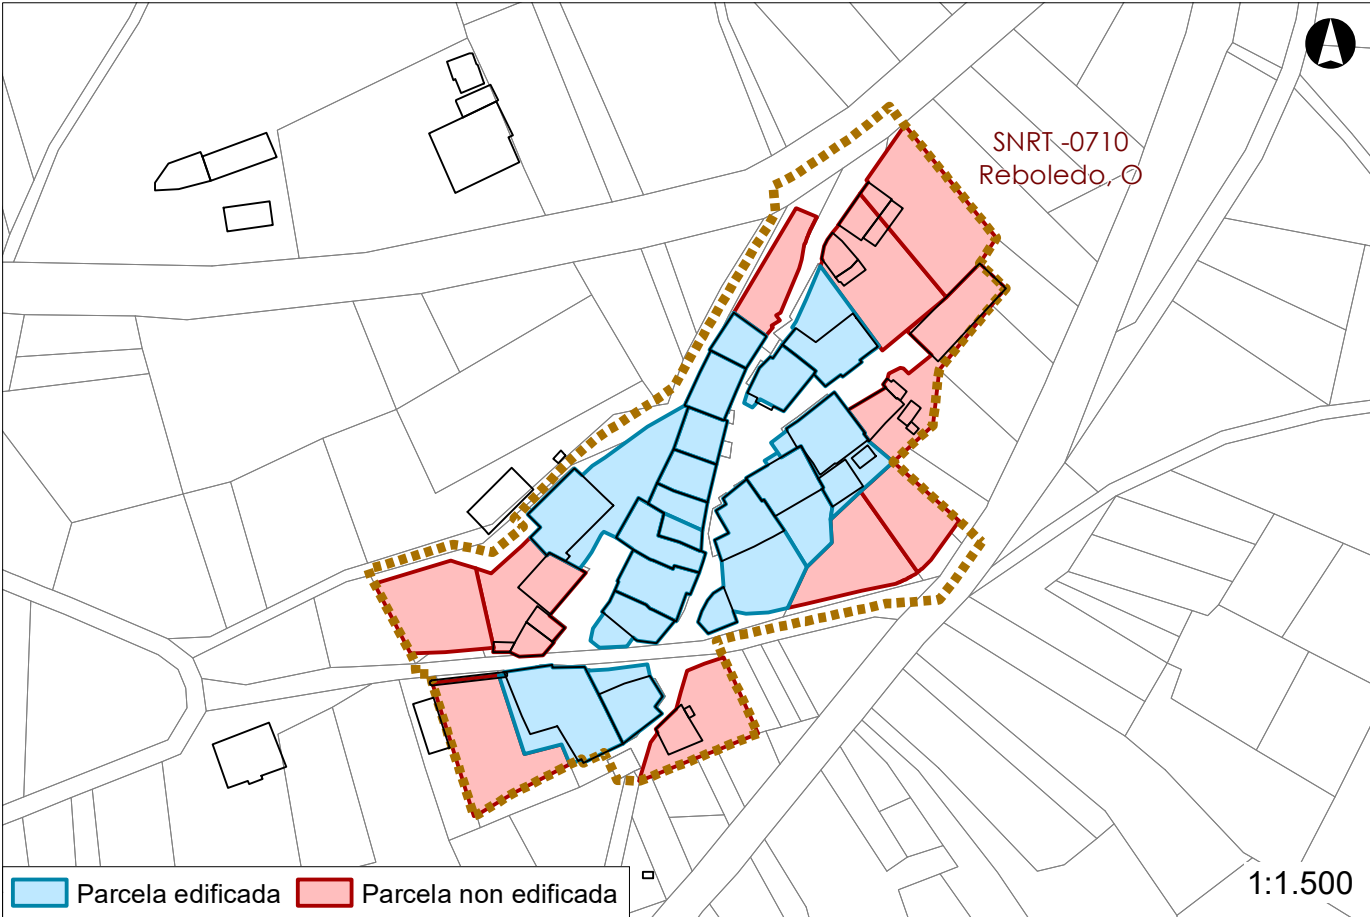 SNRT -0710
Reboledo, O
Parcela edificada
Parcela non edificada
1:1.500